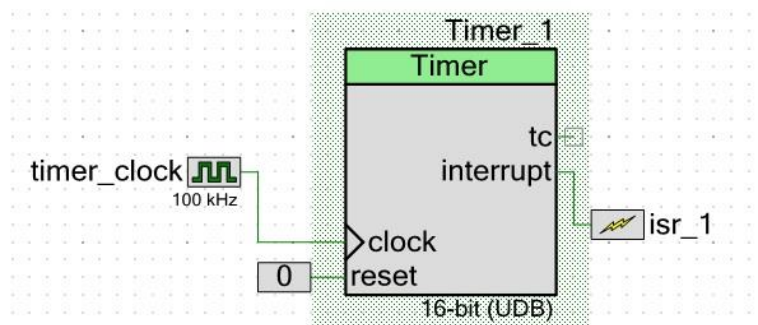 Timer_1
Timer
tc
timer_clock
interrupt
100 kHz
isr_1
clock
0
reset
16-bit (UDB)